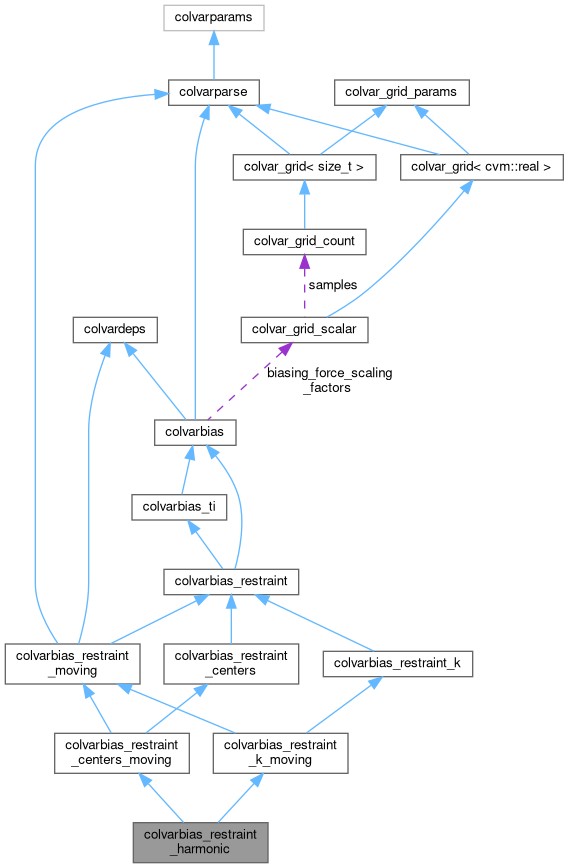 colvarparams
colvarparse
colvar_grid_params
colvar_grid< size_t >
colvar_grid< cvm::real >
colvar_grid_count
samples
colvardeps
colvar_grid_scalar
biasing_force_scaling
_factors
colvarbias
colvarbias_ti
colvarbias_restraint
colvarbias_restraint
_moving
colvarbias_restraint
_centers
colvarbias_restraint_k
colvarbias_restraint
_centers_moving
colvarbias_restraint
_k_moving
colvarbias_restraint
_harmonic